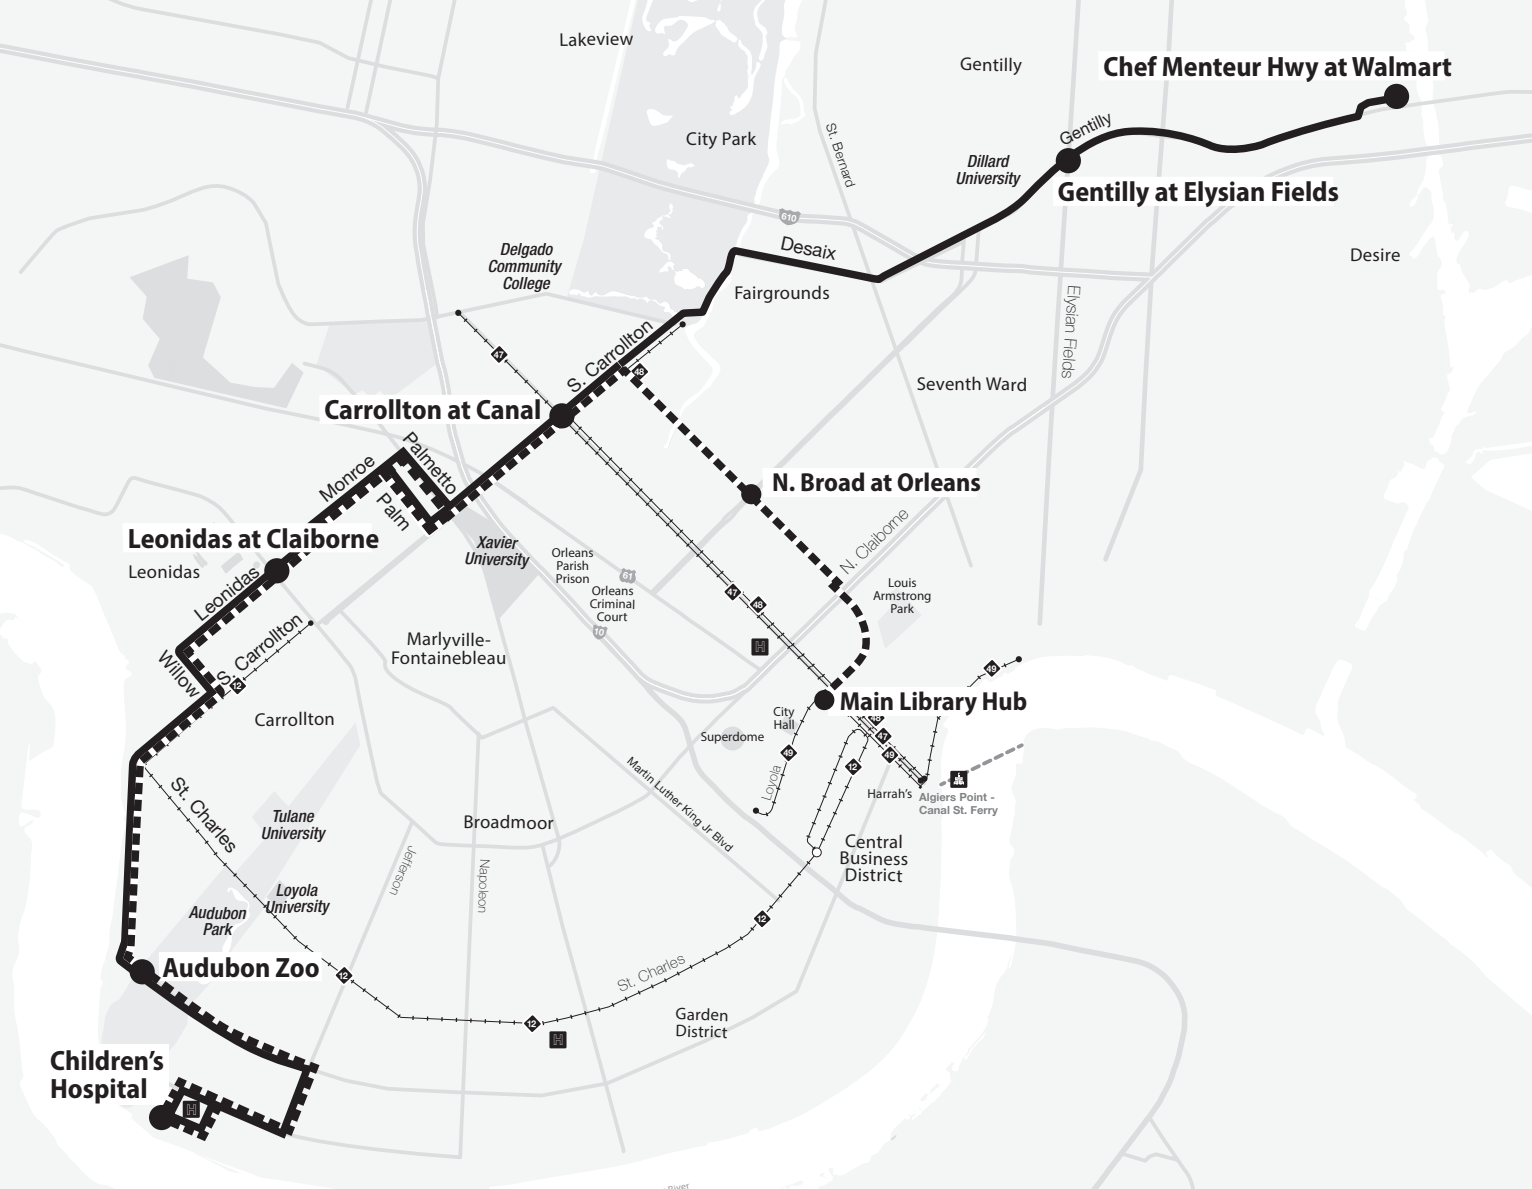 Lakeview
Gentilly
Chef Menteur Hwy at Walmart
City Park
St. Bernard
Gentilly
Dillard
University
Gentilly at Elysian Fields
610
Desaix
Delgado
Community
College
Desire
Fairgrounds
Elysian Fields
S. Carrollton
47
48
Seventh Ward
Carrollton at Canal
Palmetto
Monroe
Palm
N. Broad at Orleans
Leonidas at Claiborne
Xavier
University
N. Claiborne
Orleans
Parish
Prison
61
Leonidas
Leonidas
Orleans
Criminal
Court
10
47
48
Louis
Armstrong
Park
S. Carrollton
Willow
12
Marlyville-
Fontainebleau
H
49
Main Library Hub
City
Hall
Carrollton
Superdome
48
47
49
49
12
Loyola
Martin Luther King Jr Blvd
Harrah's
Algiers Point -
Canal St. Ferry
St. Charles
Tulane
University
Broadmoor
Central
Business
District
Jefferson
Napoleon
Loyola
University
Audubon
Park
12
Audubon Zoo
12
St. Charles
12
Garden
District
H
Children's
Hospital
H
River